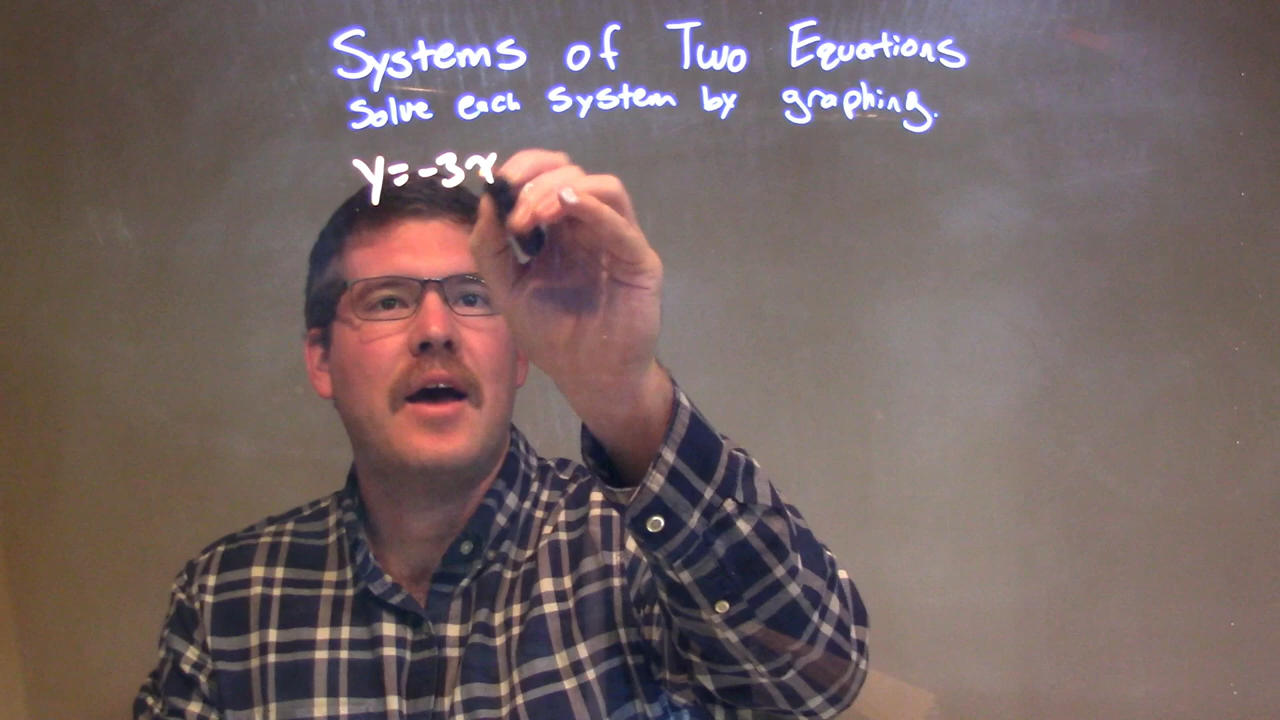 Systems of Two Equations
Solve each system by graphing.
y=-3x